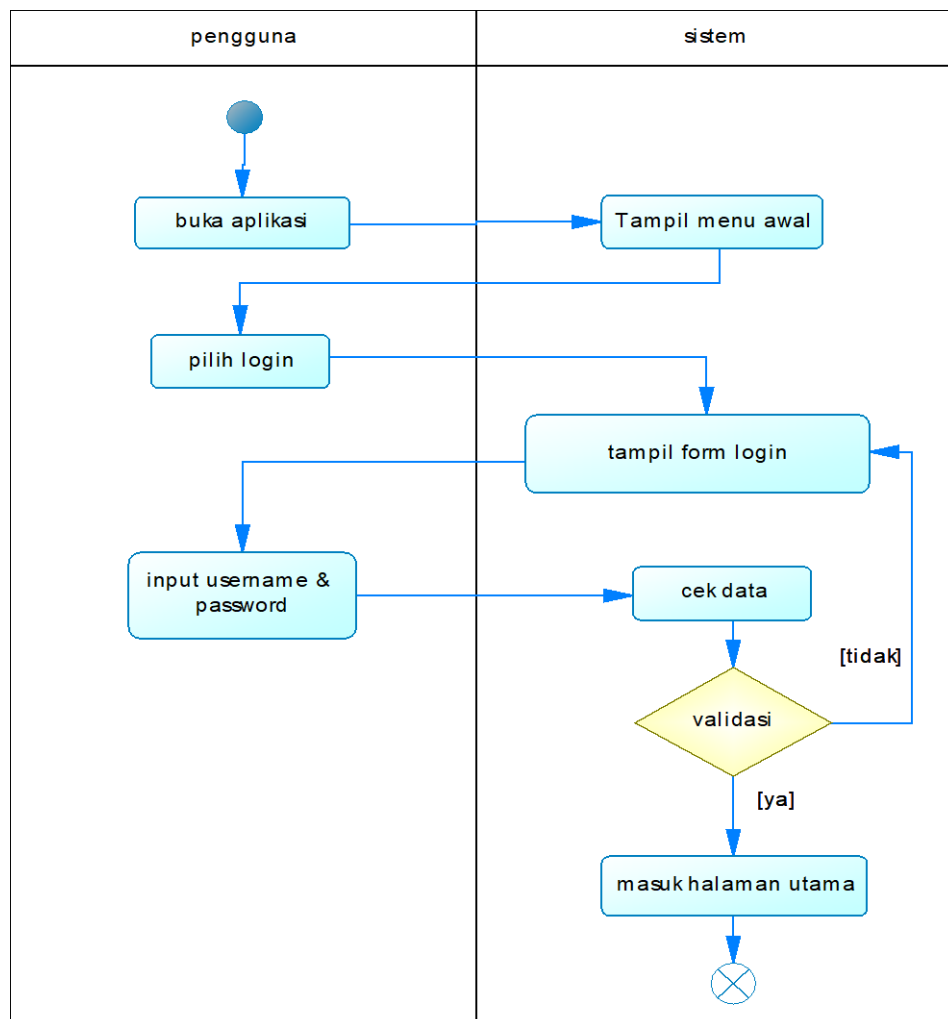 pengguna
sistem
buka aplikasi
Tampil menu awal
pilih login
tampil form login
input username &
password
cek data
[tidak]
validasi
[ya]
masuk halaman utama